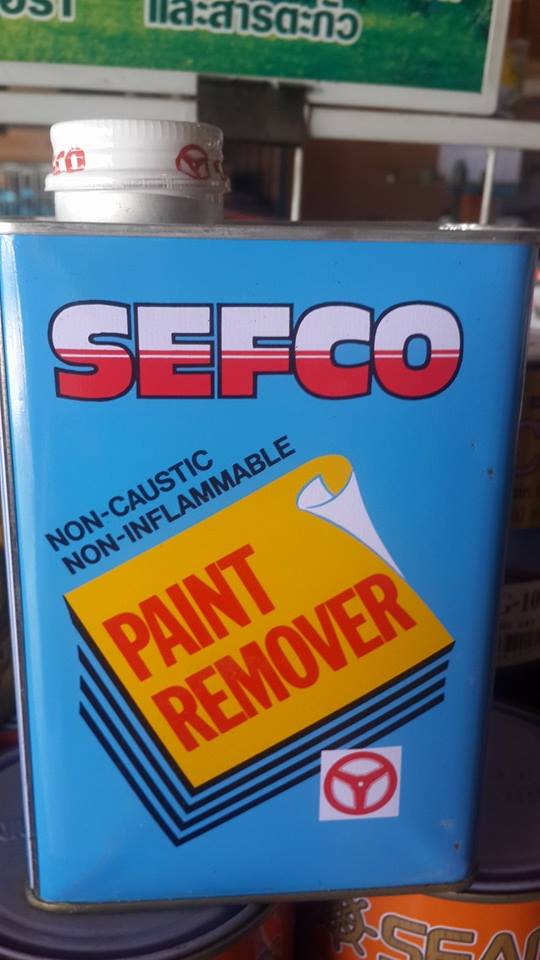 และสารตะกั่ว
SEFCO
NON-CAUSTIC
NON-INFLAMMABLE
PAINT
REMOVER